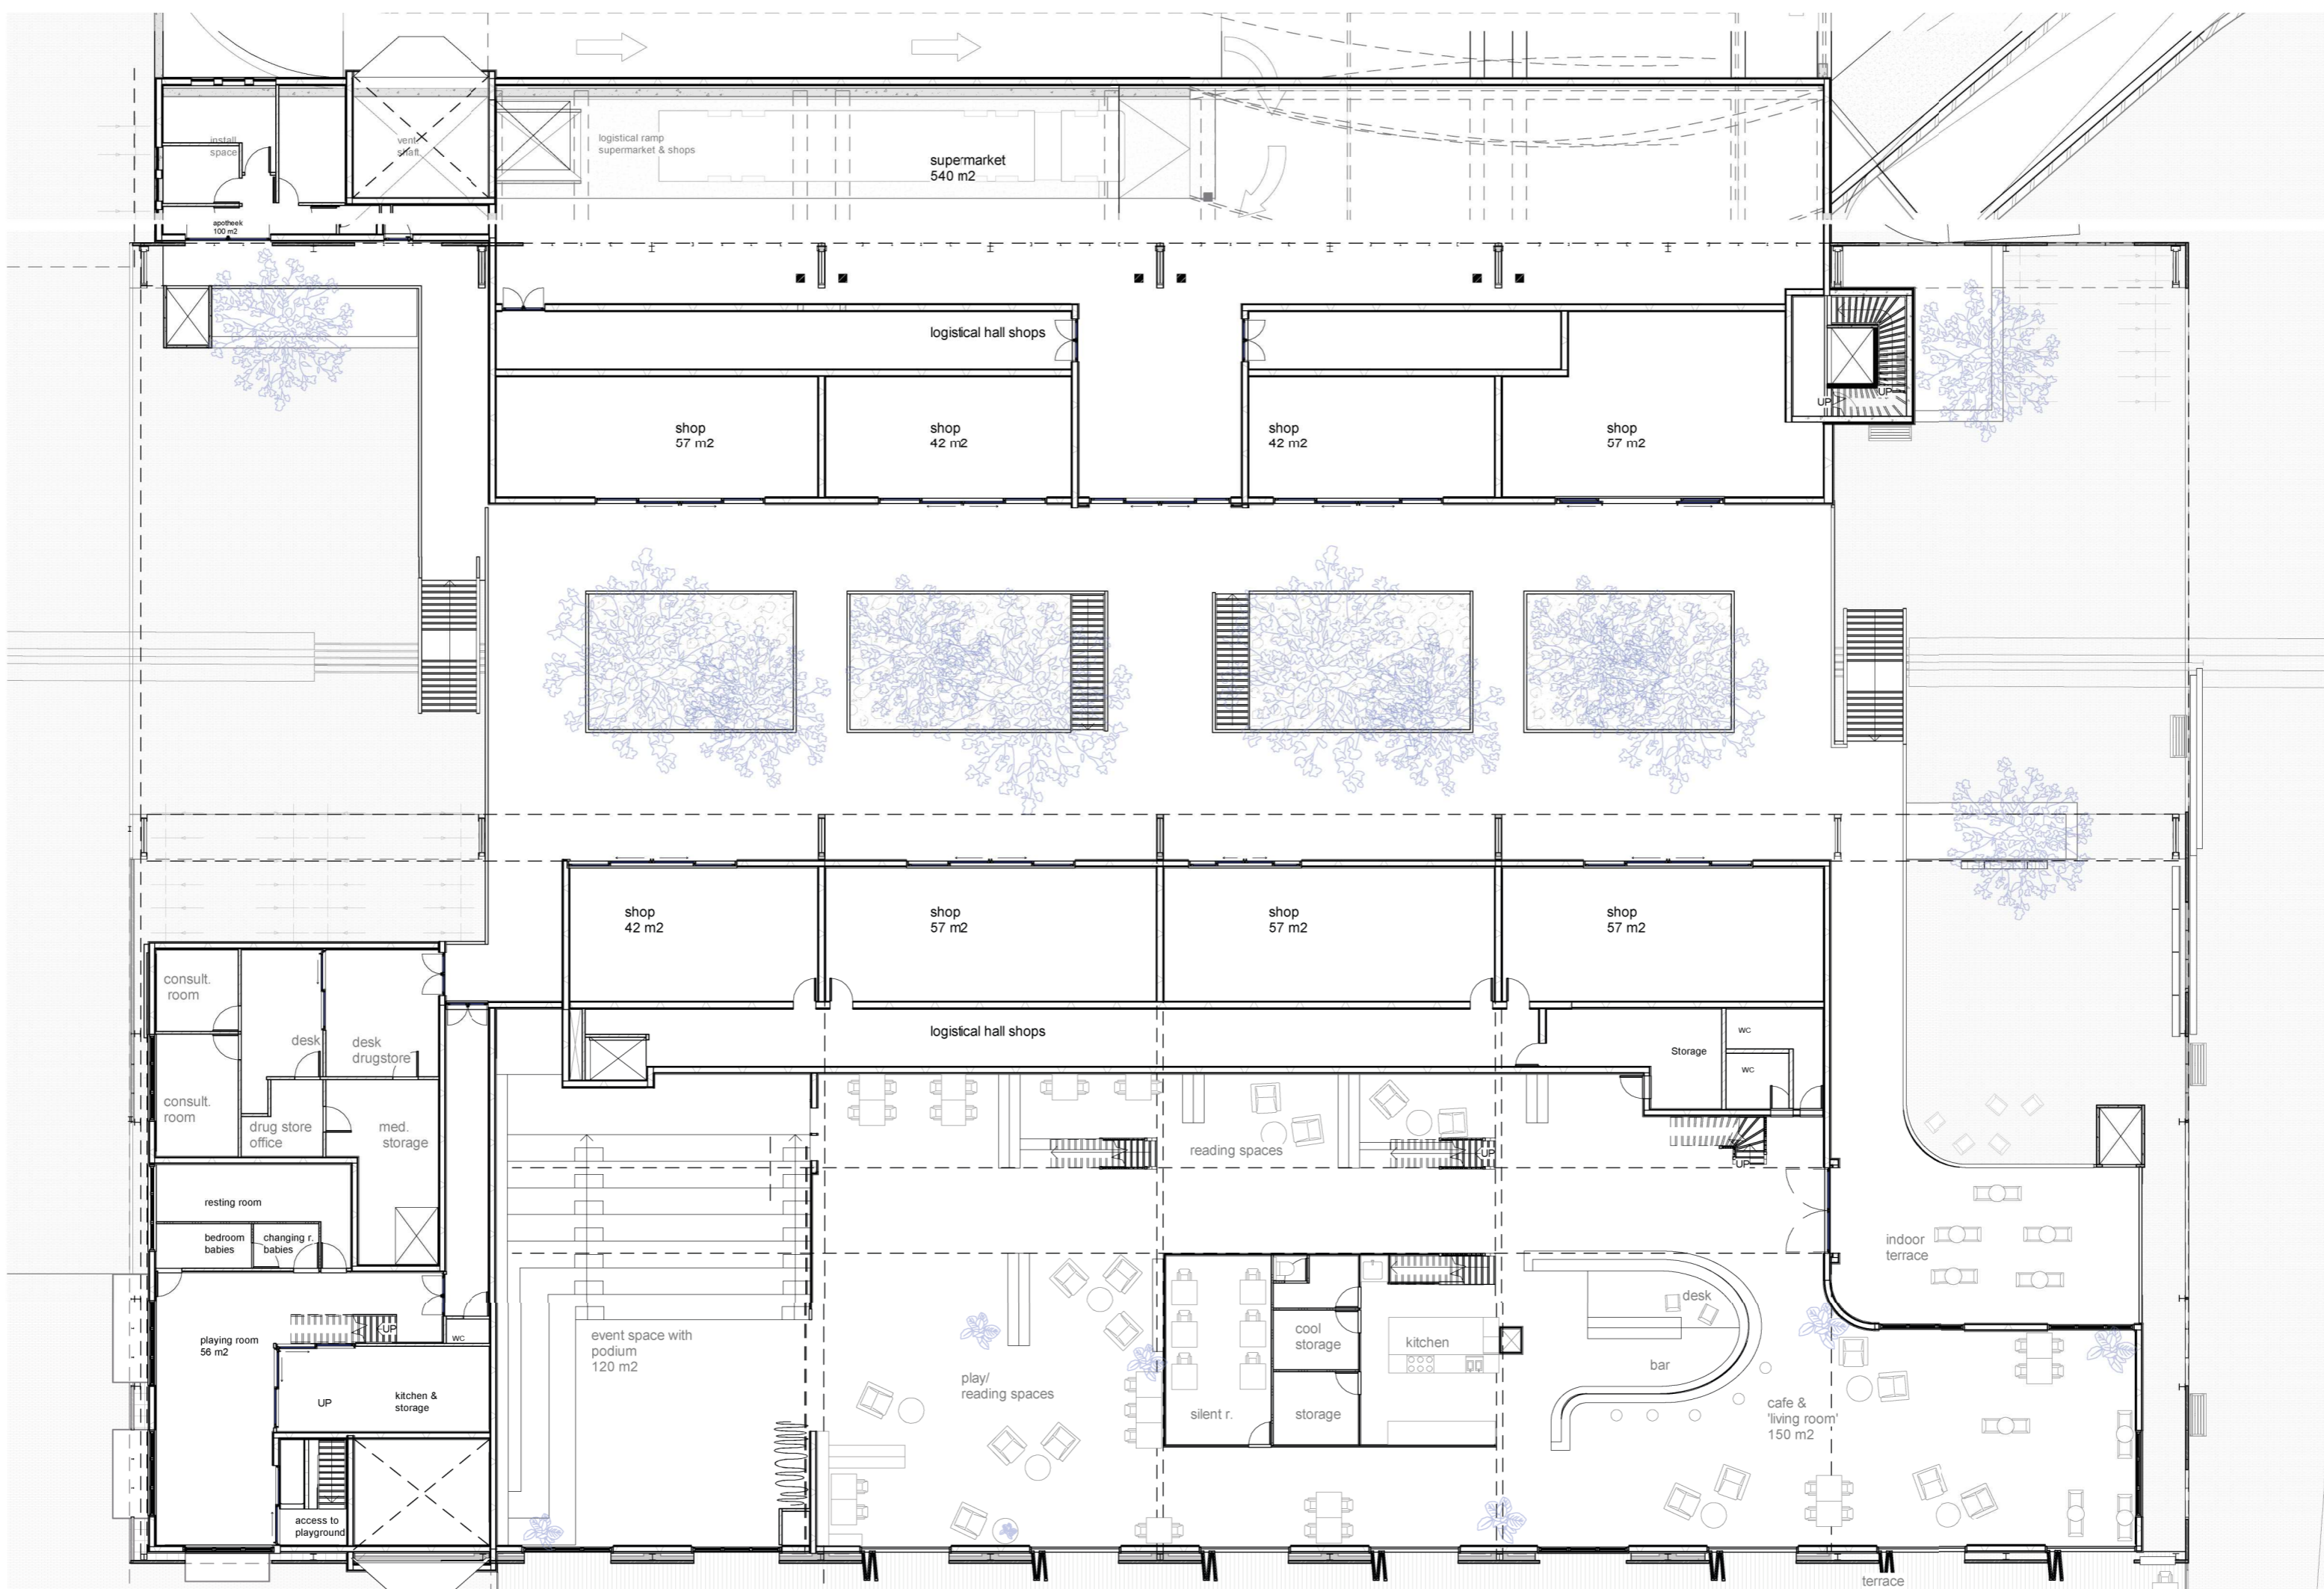 install
space
vent.
shaft
logistical ramp
supermarket & shops
supermarket
540 m2
apotheek
100 m2
logistical hall shops
UP
UP
shop
57 m2
shop
42 m2
shop
42 m2
shop
57 m2
shop
42 m2
shop
57 m2
shop
57 m2
shop
57 m2
consult.
room
desk
desk
drugstore
logistical hall shops
Storage
WC
WC
consult.
room
drug store
office
med.
storage
reading spaces
UP
UP
resting room
bedroom
babies
changing r.
babies
indoor
terrace
playing room
56 m2
UP
WC
event space with
podium
120 m2
cool
storage
kitchen
desk
bar
play/
reading spaces
UP
kitchen &
storage
silent r.
storage
cafe &
'living room'
150 m2
access to
playground
terrace